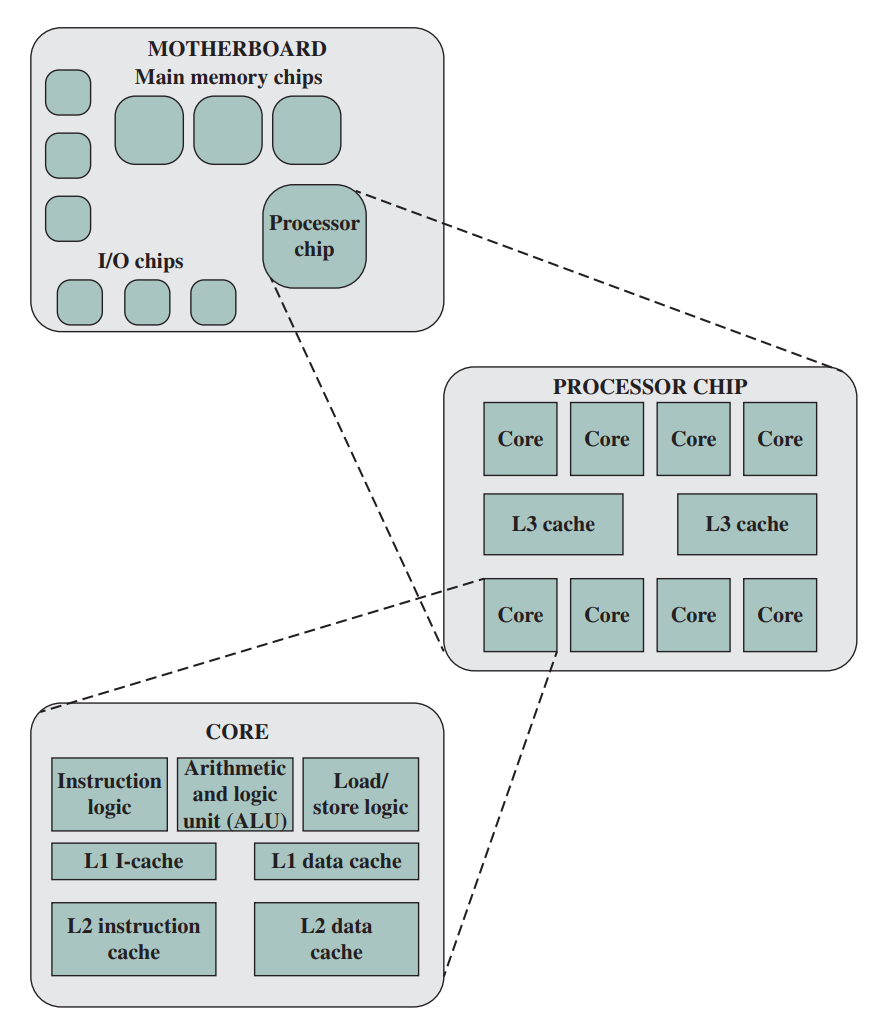 MOTHERBOARD
Main memory chips
Processor
chip
I/O chips
PROCESSOR CHIP
Core
Core
Core
Core
L3 cache
L3 cache
Core
Core
Core
Core
CORE
Instruction
logic
Arithmetic
and logic
unit (ALU)
Load/
store logic
L1 I-cache
L1 data cache
L2 instruction
cache
L2 data
cache